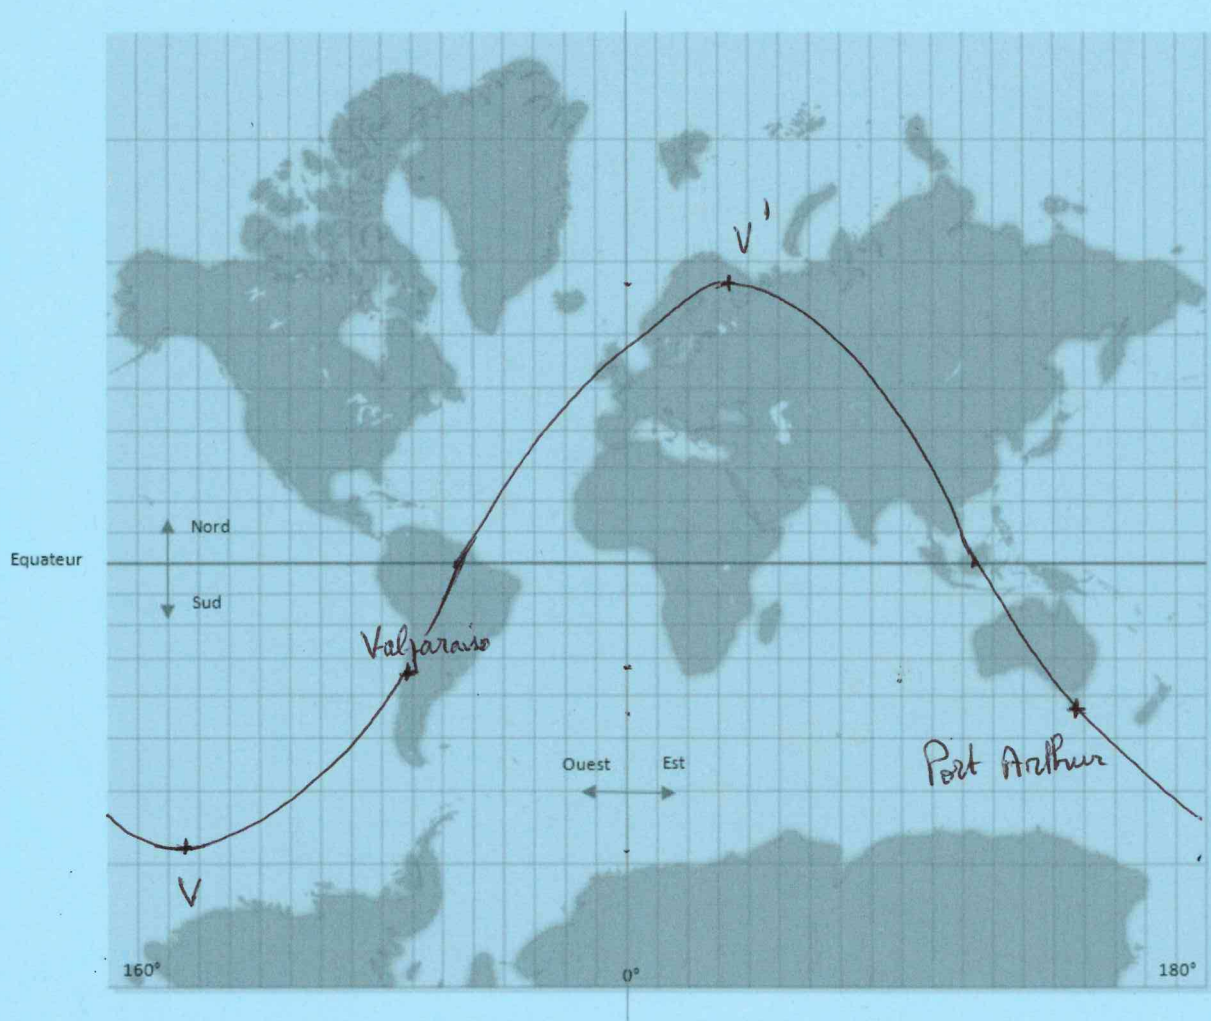 V'
Nord
Equateur
Sud
Valparaiso
Ouest Est
Port Arthur
V
160° 0° 180°